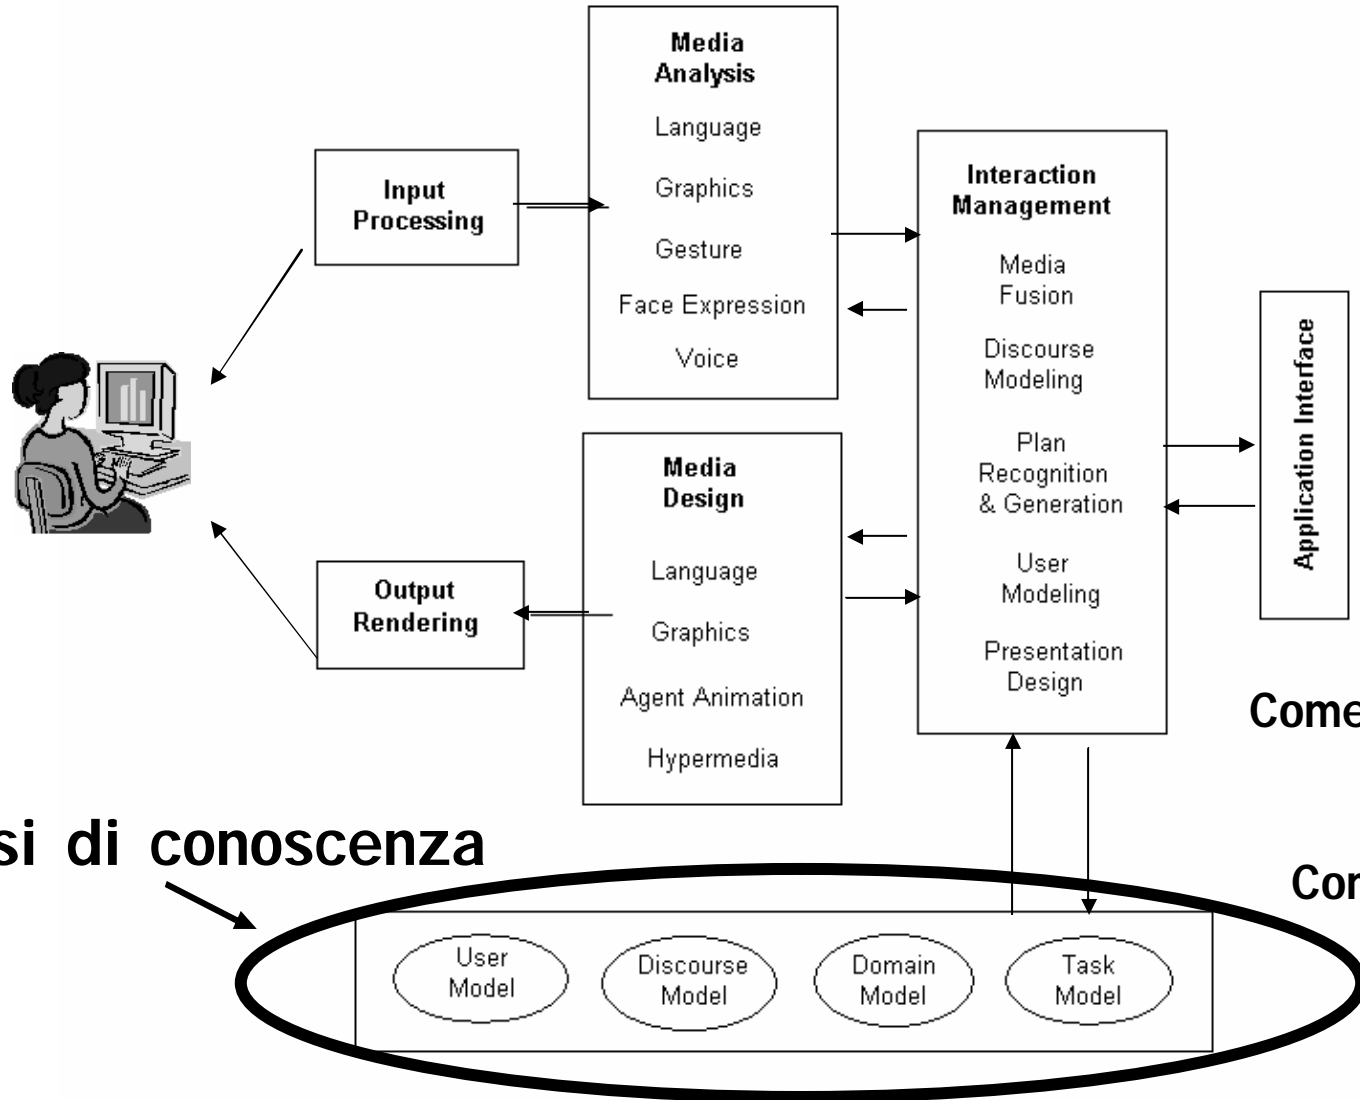 Media
Analysis
Language
Graphics
Gesture
Face Expression
Voice
Input
Processing
Interaction
Management
Media
Fusion
Discourse
Modeling
Plan
Recognition
& Generation
User
Modeling
Presentation
Design
Application Interface
Media
Design
Language
Graphics
Agent Animation
Hypermedia
Output
Rendering
Come
si di conoscenza
Cor
User
Model
Discourse
Model
Domain
Model
Task
Model